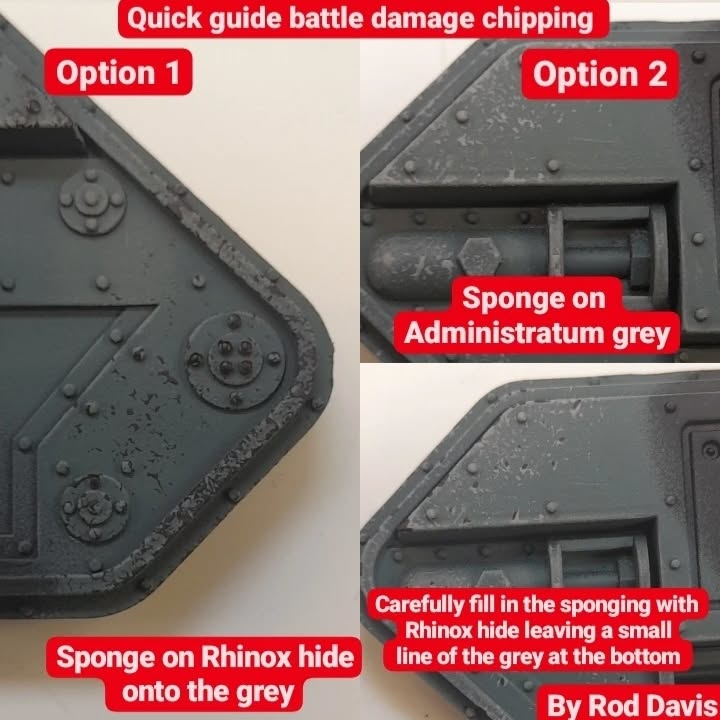 Quick guide battle damage chipping
Option 1
Option 2
Sponge on
Administratum grey
Sponge on Rhinox hide
onto the grey
Carefully fill in the sponging with
Rhinox hide leaving a small
line of the grey at the bottom
By Rod Davis